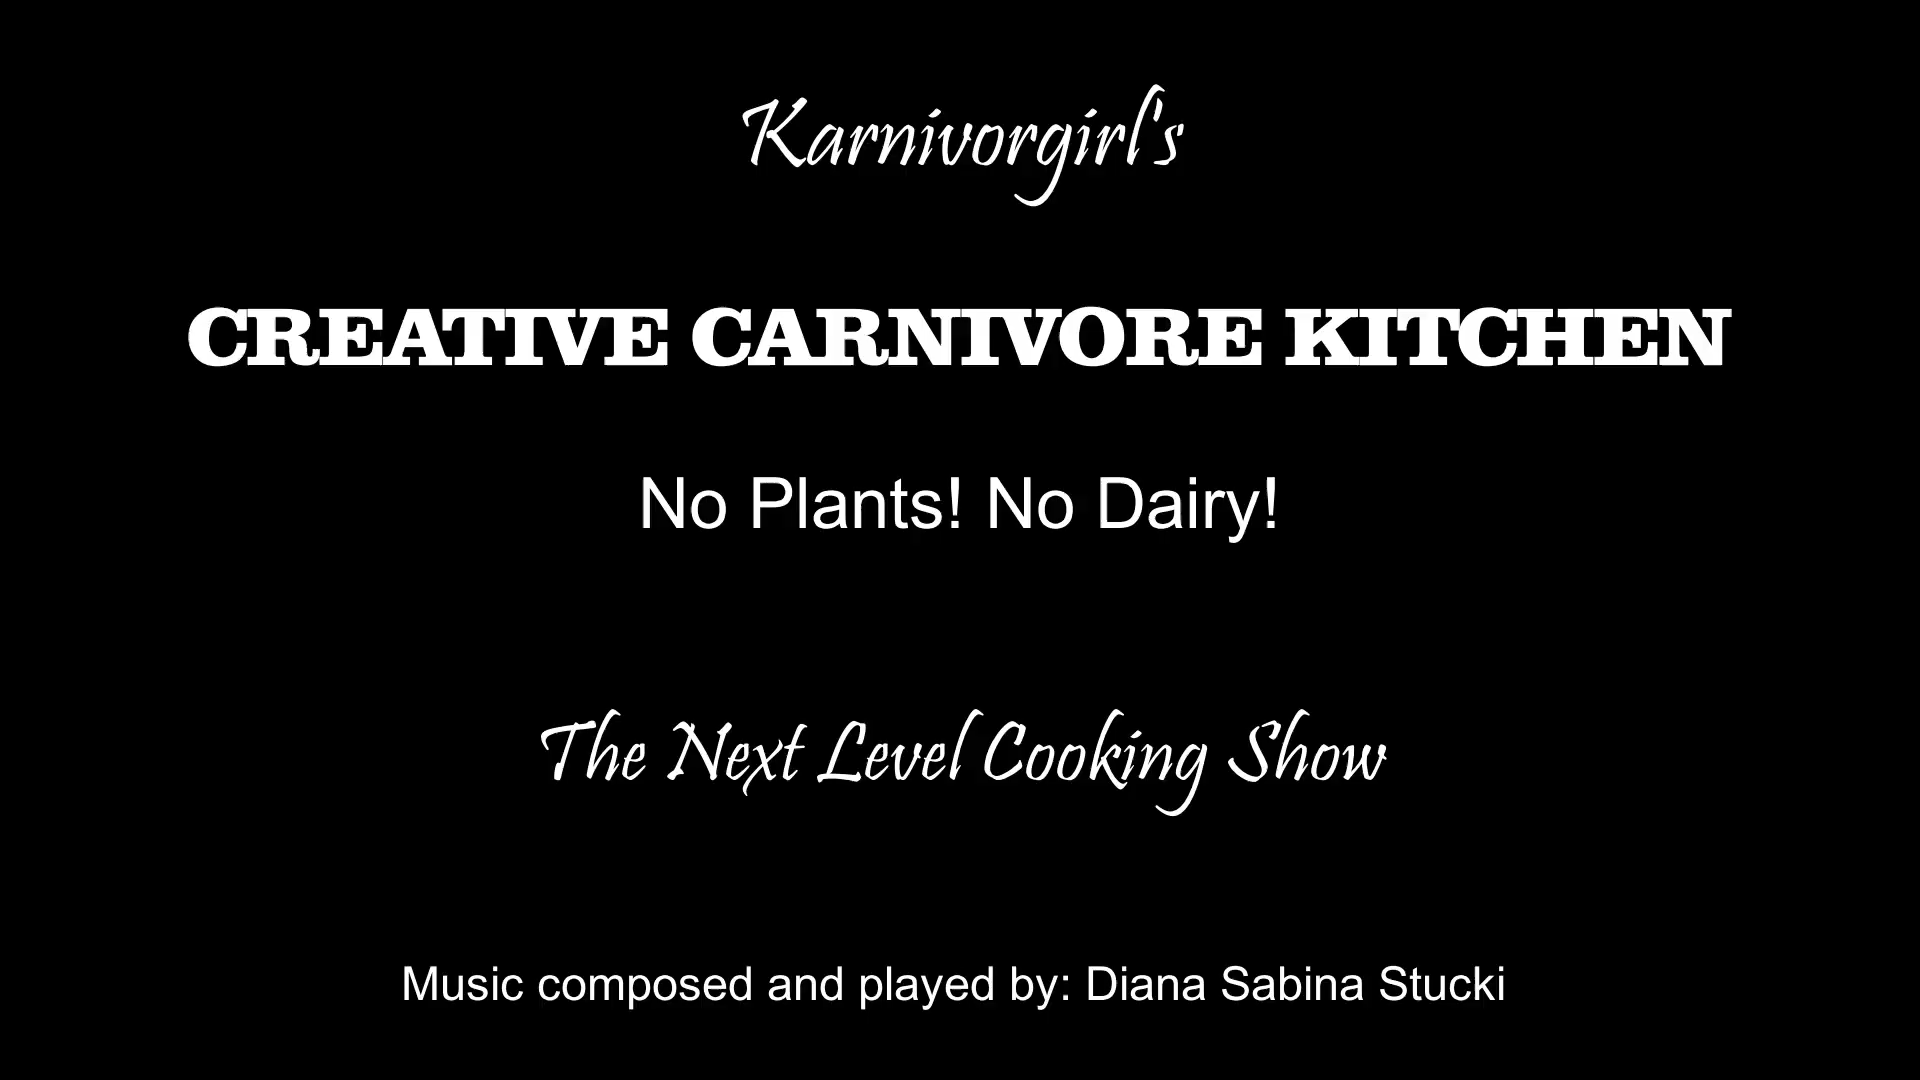 Karnivorgirl's
CREATIVE CARNIVORE KITCHEN
No Plants! No Dairy!
The Next Level Cooking Show
Music composed and played by: Diana Sabina Stucki